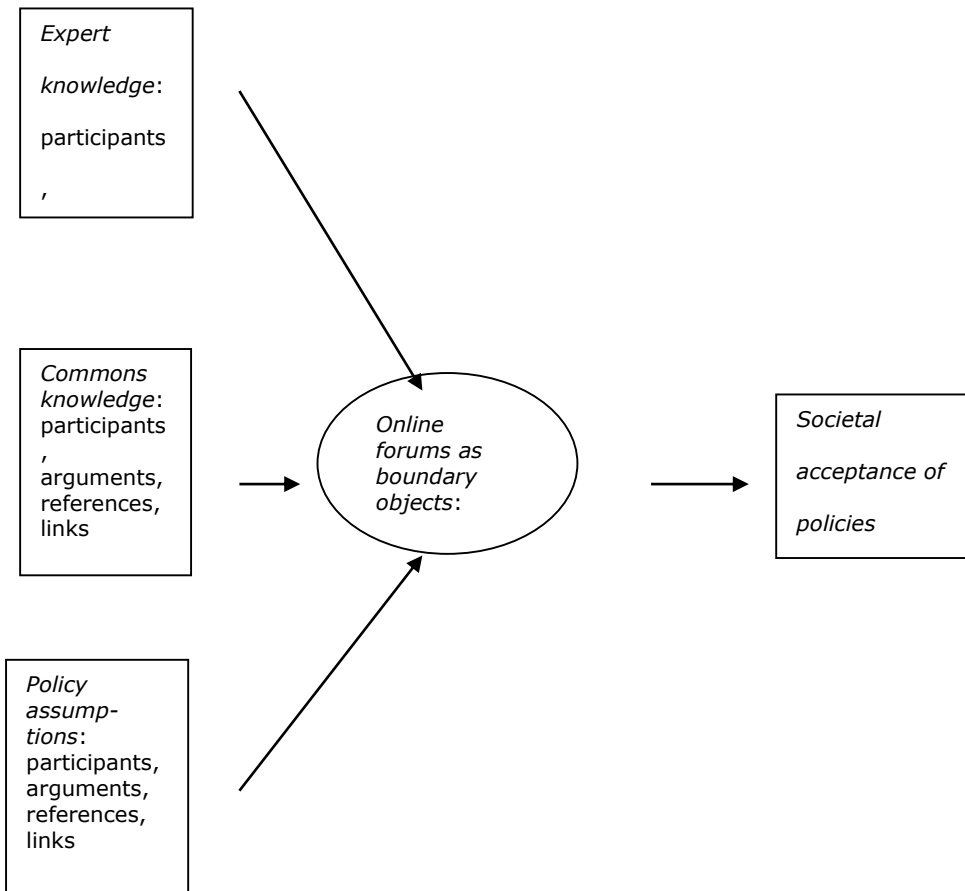 Expert
knowledge:
participants
,
Commons
knowledge:
participants
,
arguments,
references,
links
Online
forums as
boundary
objects:
Societal
acceptance of
policies
Policy
assump-
tions:
participants,
arguments,
references,
links